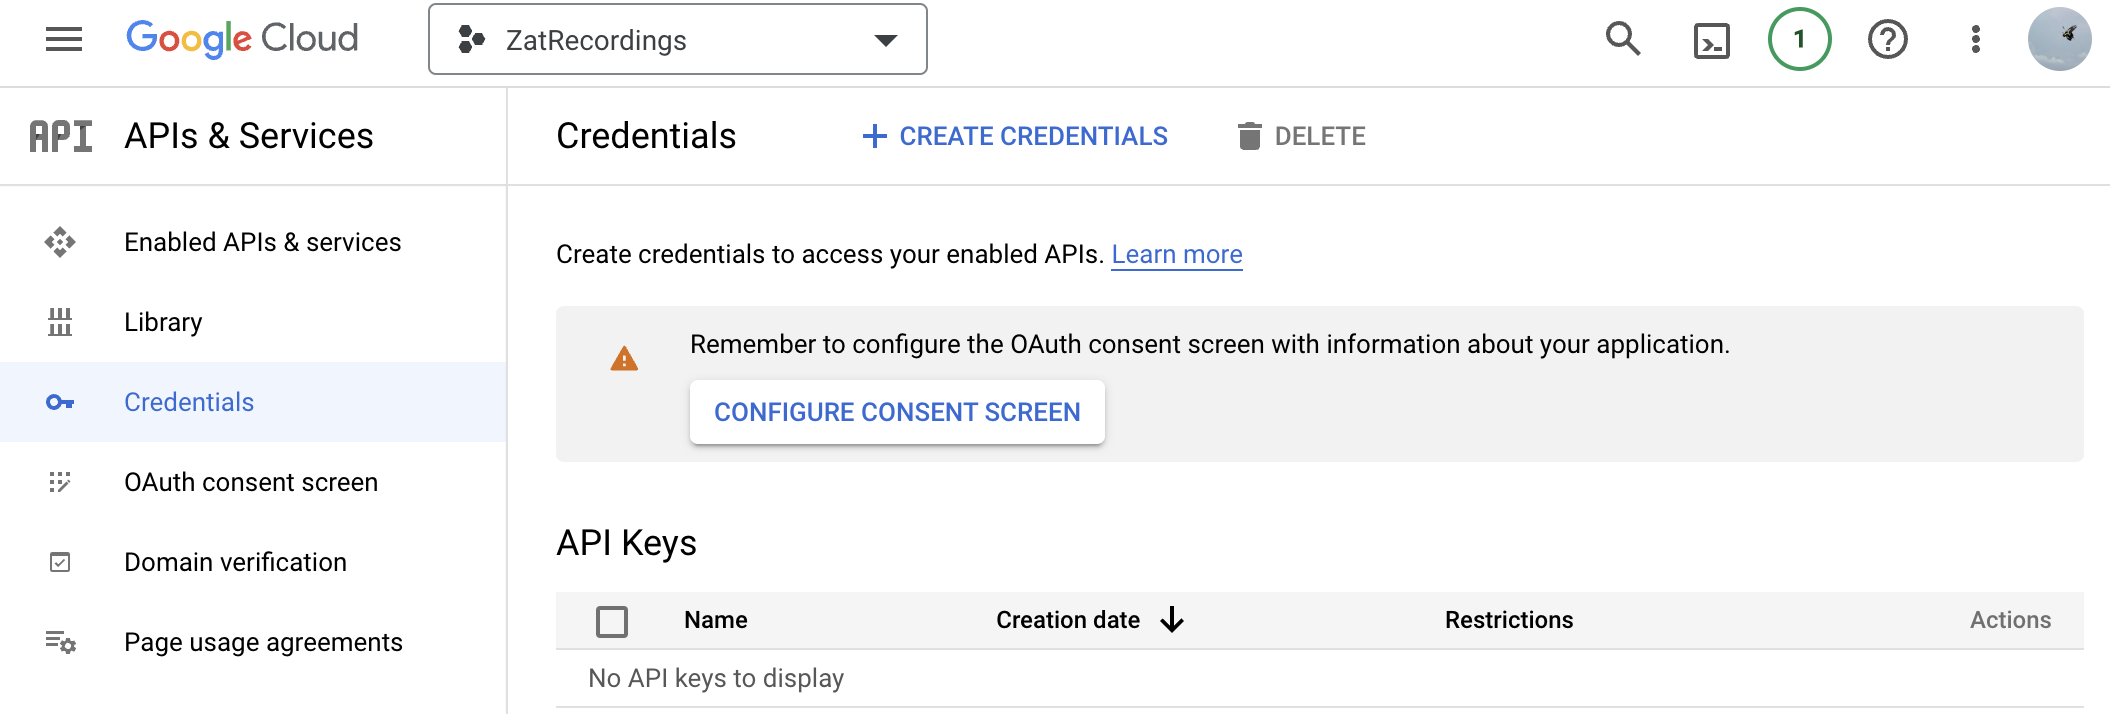 Google Cloud
ZatRecordings
1
API
APIs & Services
Credentials
CREATE CREDENTIALS
DELETE
Enabled APIs & services
Library
Credentials
OAuth consent screen
Domain verification
Page usage agreements
Create credentials to access your enabled APIs. Learn more
Remember to configure the OAuth consent screen with information about your application.
CONFIGURE CONSENT SCREEN
API Keys
Name Creation date Restrictions Actions
No API keys to display